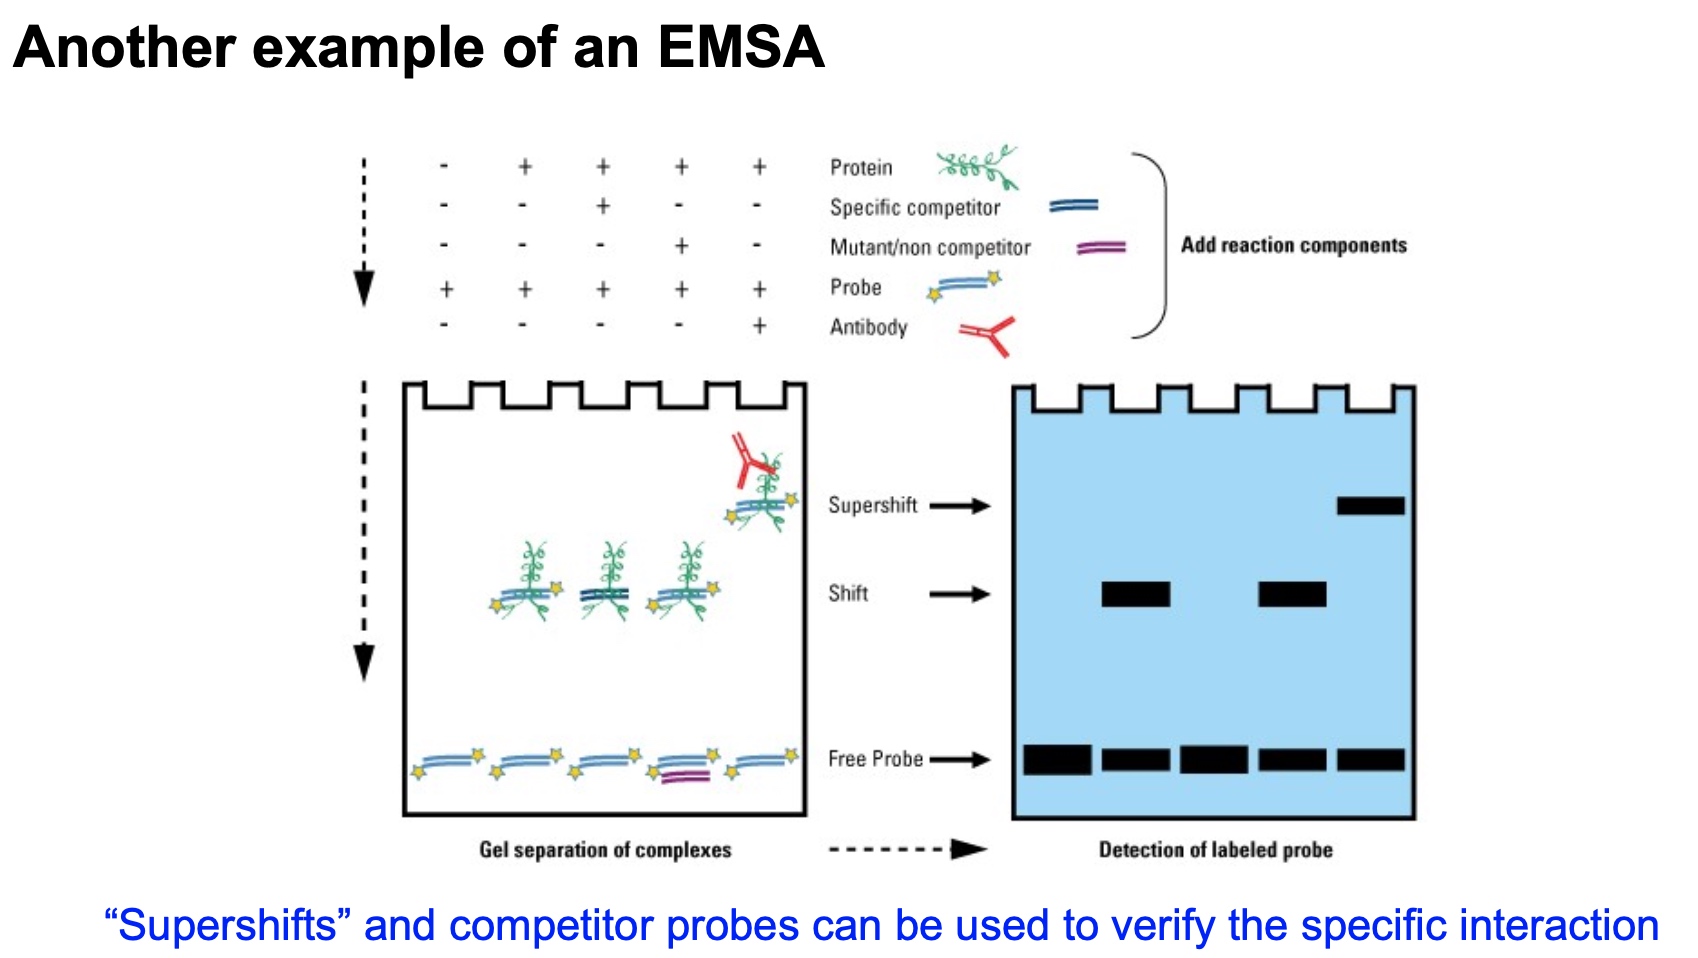 Another example of an EMSA
- + + + + Protein
- - + - - Specific competitor
- - - + - Mutant/non competitor
Add reaction components
+ + + + + Probe
- - - - + Antibody
Supershift
Shift
Free Probe
Gel separation of complexes
Detection of labeled probe
“Supershifts” and competitor probes can be used to verify the specific interaction